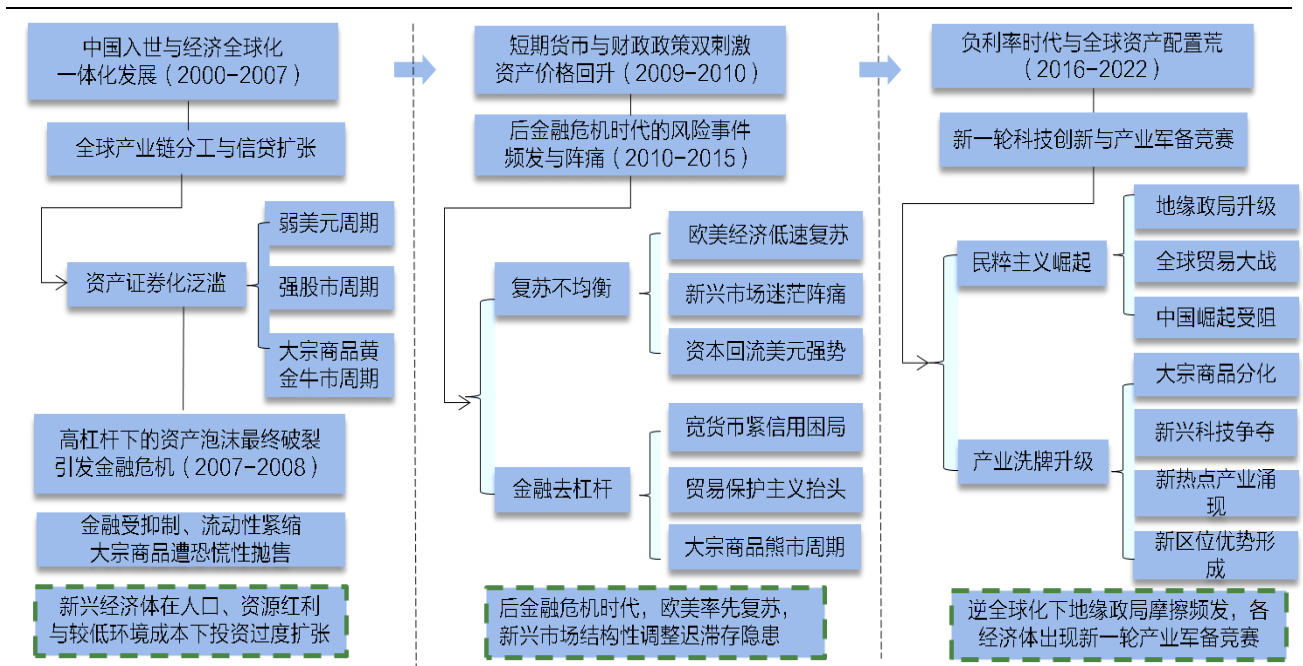 中国入世与经济全球化
一体化发展（2000-2007）
全球产业链分工与信贷扩张
资产证券化泛滥
弱美元周期
强股市周期
大宗商品黄
金牛市周期
高杠杆下的资产泡沫最终破裂
引发金融危机（2007-2008）
金融受抑制、流动性紧缩
大宗商品遭恐慌性抛售
新兴经济体在人口、资源红利
与较低环境成本下投资过度扩张
短期货币与财政政策双刺激
资产价格回升（2009-2010）
后金融危机时代的风险事件
频发与阵痛（2010-2015）
复苏不均衡
欧美经济低速复苏
新兴市场迷茫阵痛
资本回流美元强势
金融去杠杆
宽货币紧信用困局
贸易保护主义抬头
大宗商品熊市周期
后金融危机时代，欧美率先复苏，
新兴市场结构性调整迟滞存隐患
负利率时代与全球资产配置荒
（2016-2022）
新一轮科技创新与产业军备竞赛
民粹主义崛起
地缘政局升级
全球贸易大战
中国崛起受阻
产业洗牌升级
大宗商品分化
新兴科技争夺
新热点产业涌
现
新区位优势形
成
逆全球化下地缘政局摩擦频发，各
经济体出现新一轮产业军备竞赛